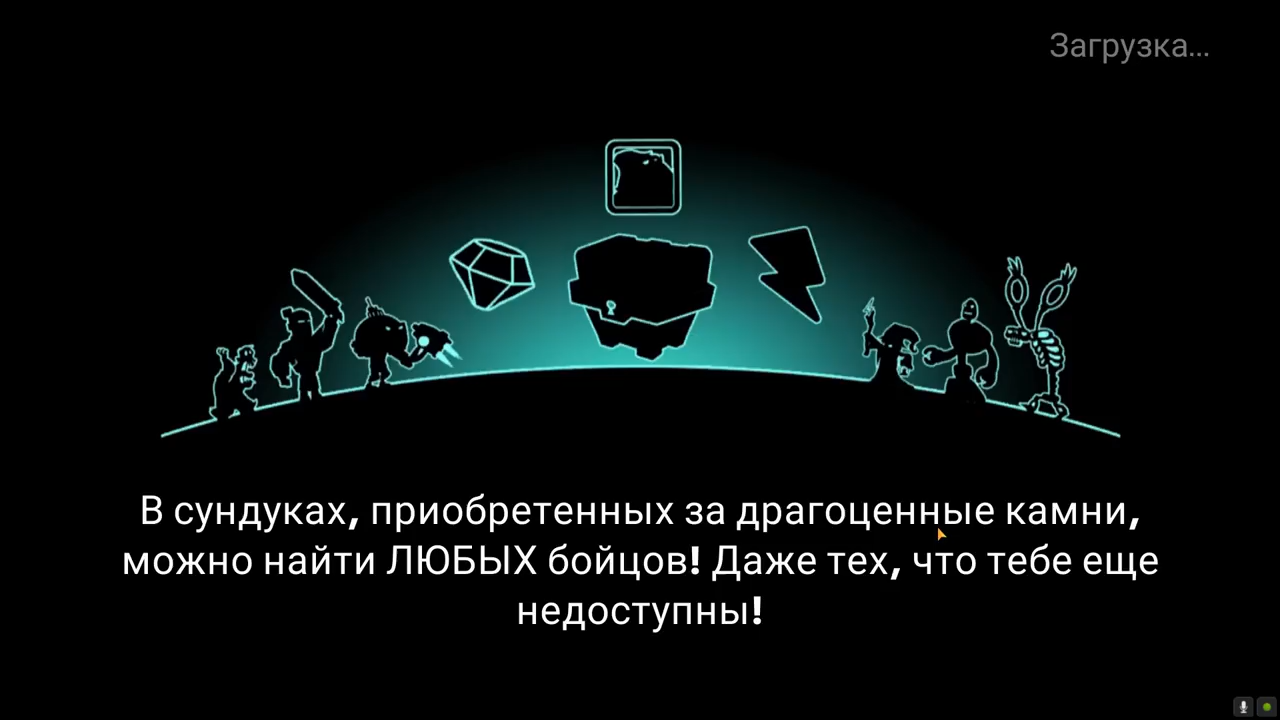 Загрузка...
В сундуках, приобретенных за драгоценные камни,
можно найти ЛЮБЫХ бойцов! Даже тех, что тебе еще
недоступны!